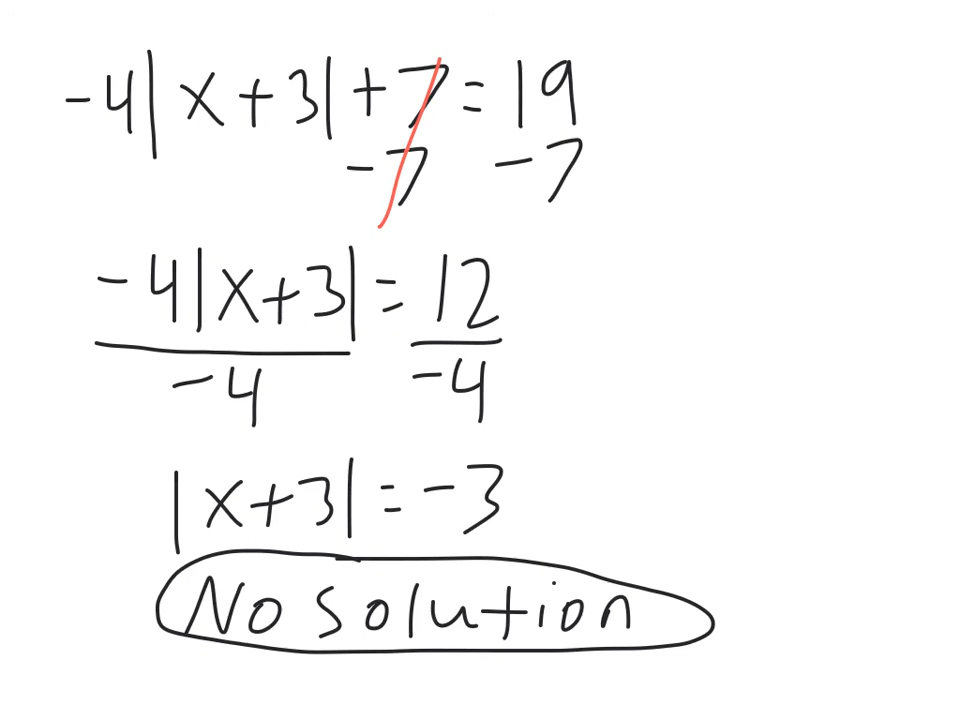 -4|x+3|+7=19
-7 -7
-4|x+3|=12
-4 -4
|x+3|=-3
No solution